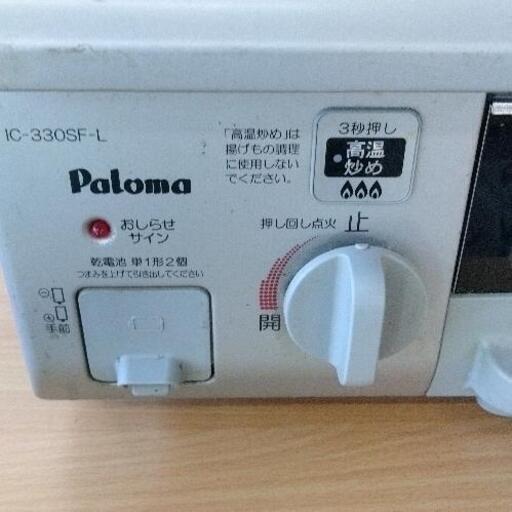 IC-330SF-L
Paloma
おしらせ
サイン
乾電池 単1形2個
つまみを上げて引き出してください
⊖
⊕
手前
「高温炒め」は
揚げもの調理
に使用しない
でください。
3秒押し
高温
炒め
押し回し点火
止
開